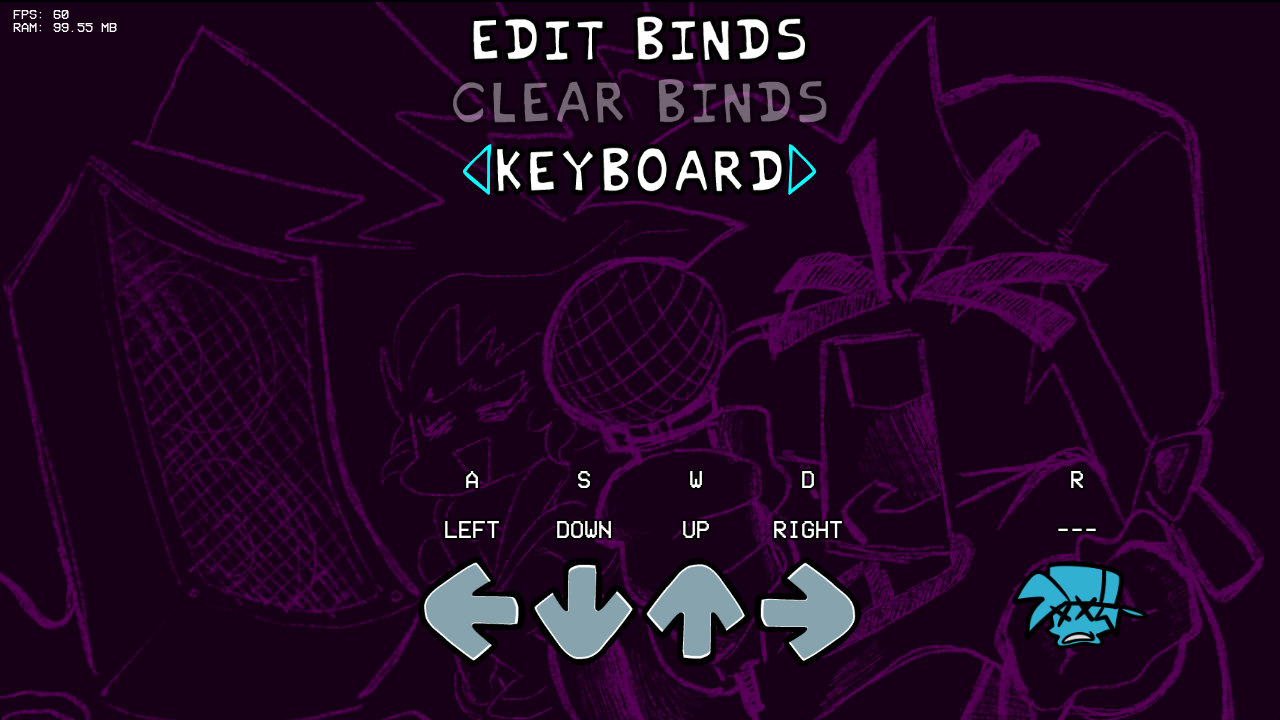 FPS: 60
RAM: 99.55 MB
EDIT BINDS
CLEAR BINDS
KEYBOARD
A S W D R
LEFT DOWN UP RIGHT ---